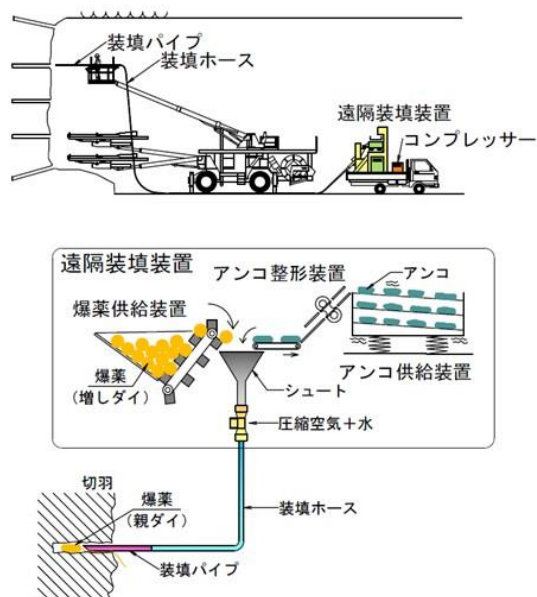 装填パイプ
装填ホース
遠隔装填装置
コンプレッサー
遠隔装填装置
アンコ整形装置
アンコ
爆薬供給装置
爆薬
(増しダイ)
シュート
アンコ供給装置
圧縮空気+水
切羽
爆薬
(親ダイ)
装填ホース
装填パイプ